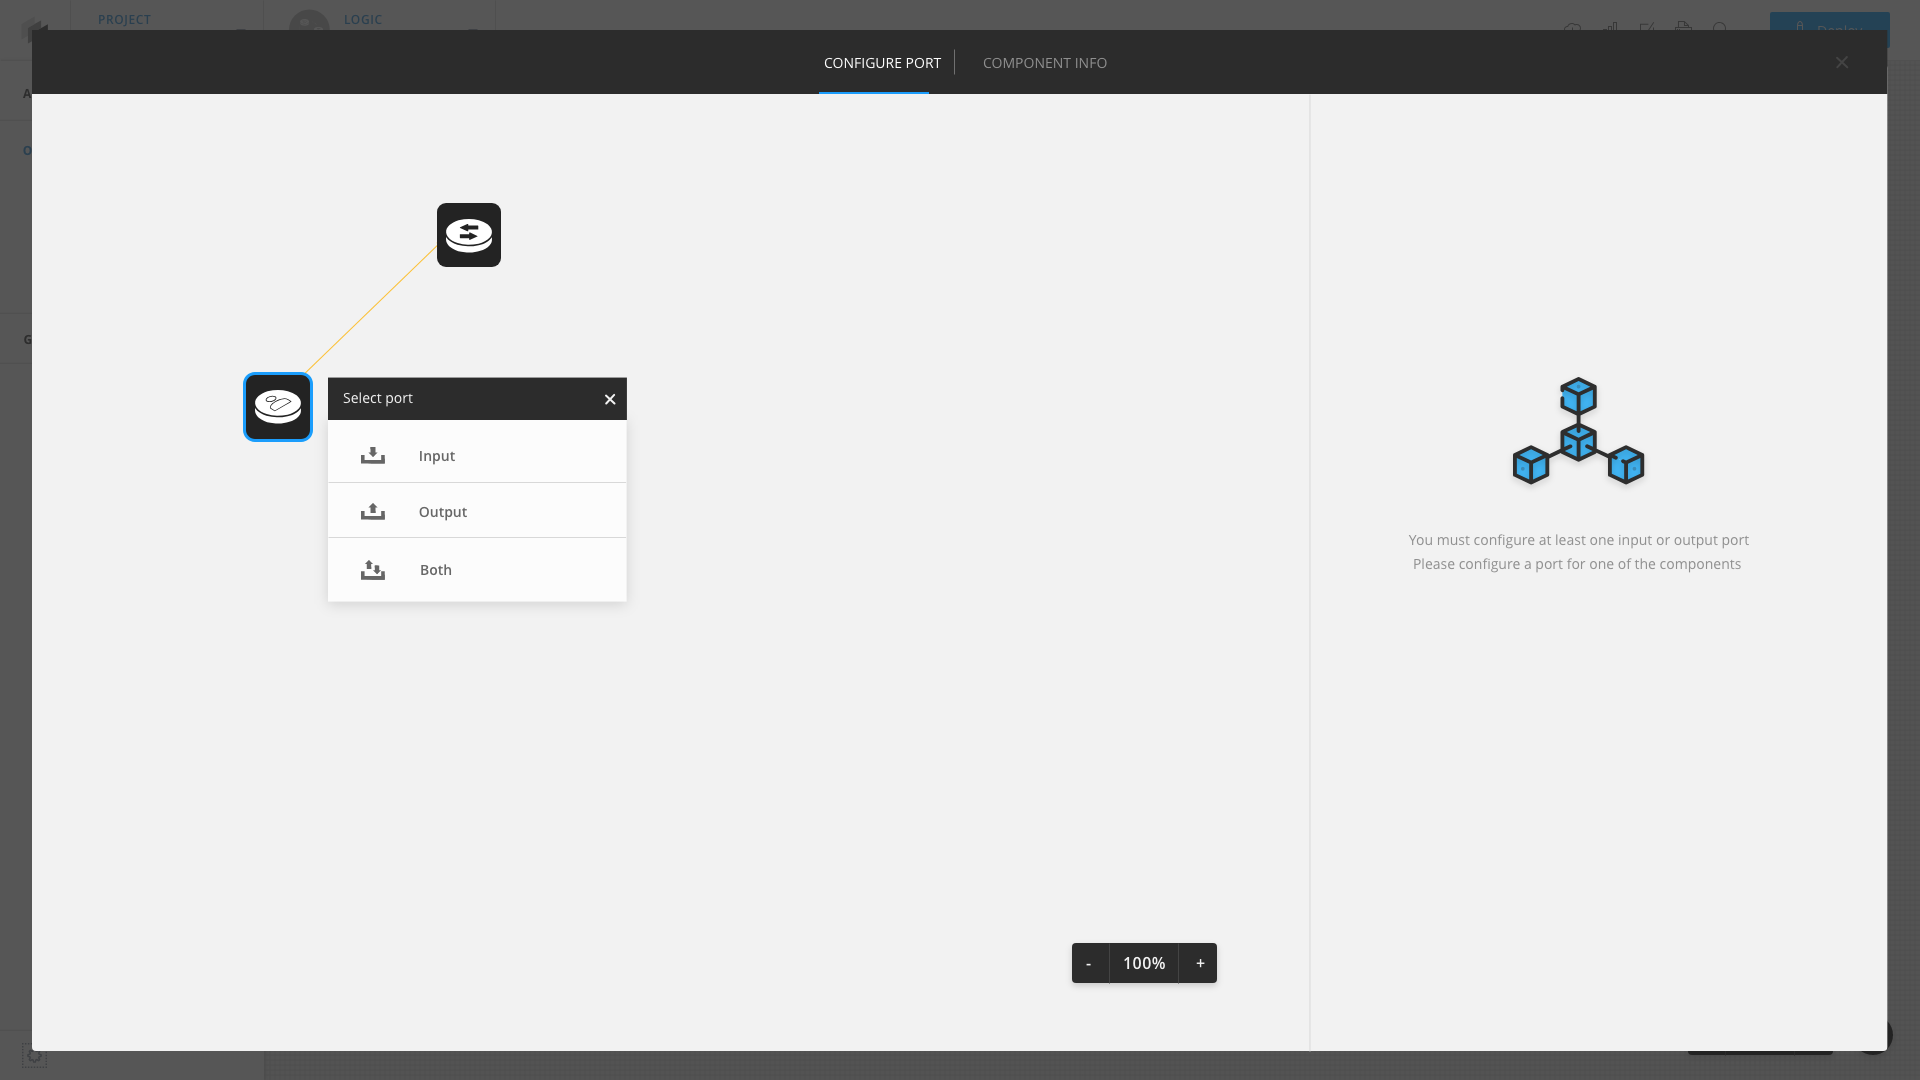 PROJECT
LOGIC
Deploy
CONFIGURE PORT
COMPONENT INFO
Select port
Input
Output
Both
You must configure at least one input or output port
Please configure a port for one of the components
- 100% +